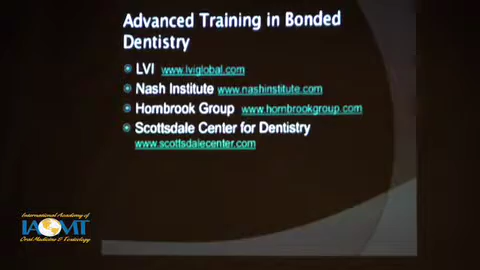 Advanced Training in Bonded
Dentistry
LVI www.lviglobal.com
Nash Institute www.nashinstitute.com
Hornbrook Group www.hornbrookgroup.com
Scottsdale Center for Dentistry
www.scottsdalecenter.com
International Academy of
IAOMT
Oral Medicine & Toxicology